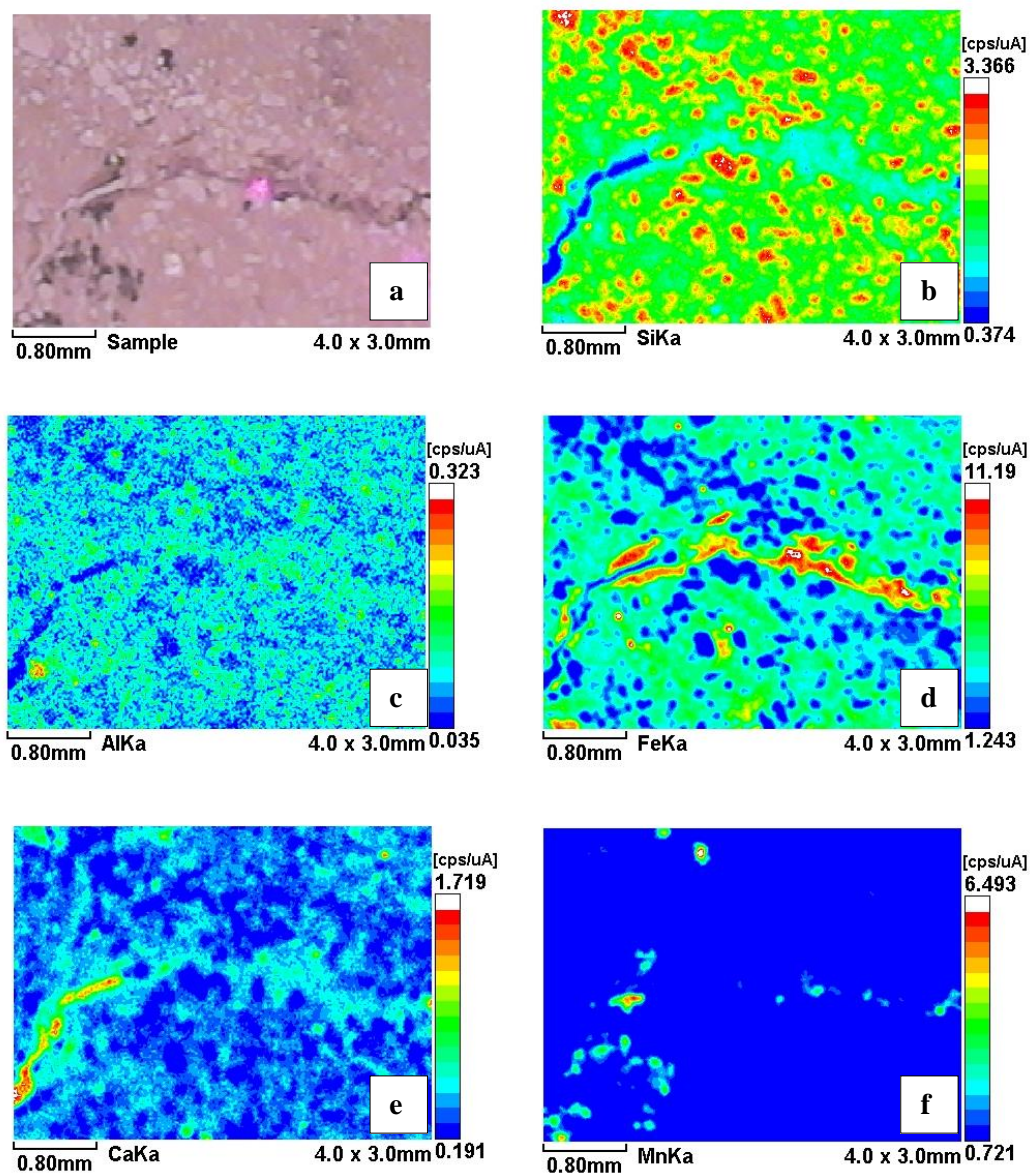 a
0.80mm Sample 4.0 x 3.0mm
[cps/uA]
3.366
b
0.374
0.80mm SiKa 4.0 x 3.0mm
[cps/uA]
0.323
c
0.035
0.80mm AlKa 4.0 x 3.0mm
[cps/uA]
11.19
d
1.243
0.80mm FeKa 4.0 x 3.0mm
[cps/uA]
1.719
e
0.191
0.80mm CaKa 4.0 x 3.0mm
[cps/uA]
6.493
f
0.721
0.80mm MnKa 4.0 x 3.0mm